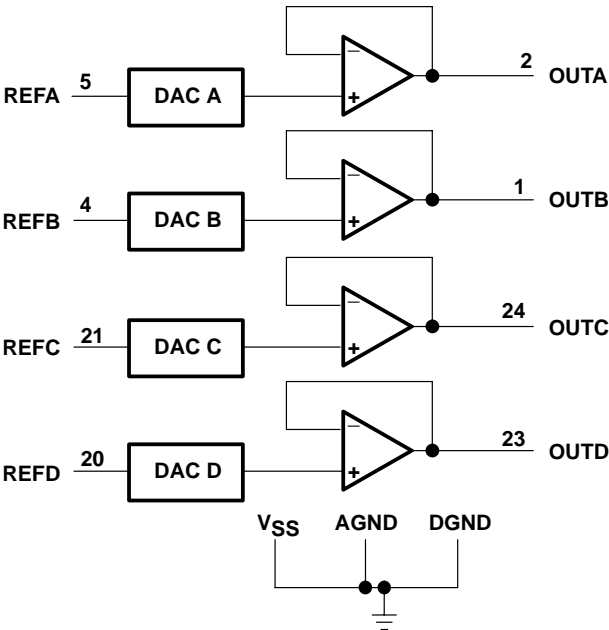 2 OUTA
REFA 5 DAC A − +
1 OUTB
REFB 4 DAC B − +
24 OUTC
REFC 21 DAC C − +
23 OUTD
REFD 20 DAC D − +
VSS AGND DGND